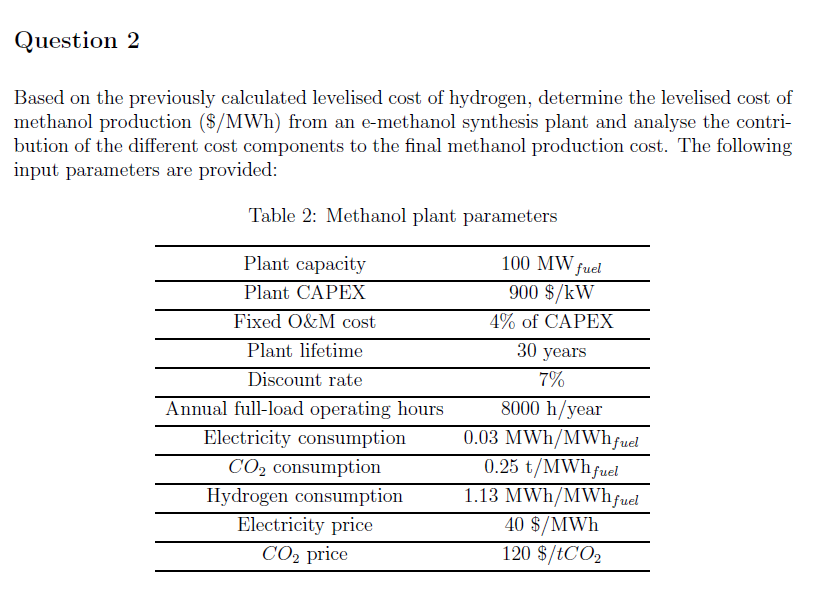 Question 2
Based on the previously calculated levelised cost of hydrogen, determine the levelised cost of
methanol production ($/MWh) from an e-methanol synthesis plant and analyse the contri-
bution of the different cost components to the final methanol production cost. The following
input parameters are provided:
Table 2: Methanol plant parameters
Plant capacity 100 MW_fuel
Plant CAPEX 900 $/kW
Fixed O&M cost 4% of CAPEX
Plant lifetime 30 years
Discount rate 7%
Annual full-load operating hours 8000 h/year
Electricity consumption 0.03 MWh/MWh_fuel
CO₂ consumption 0.25 t/MWh_fuel
Hydrogen consumption 1.13 MWh/MWh_fuel
Electricity price 40 $/MWh
CO₂ price 120 $/tCO₂